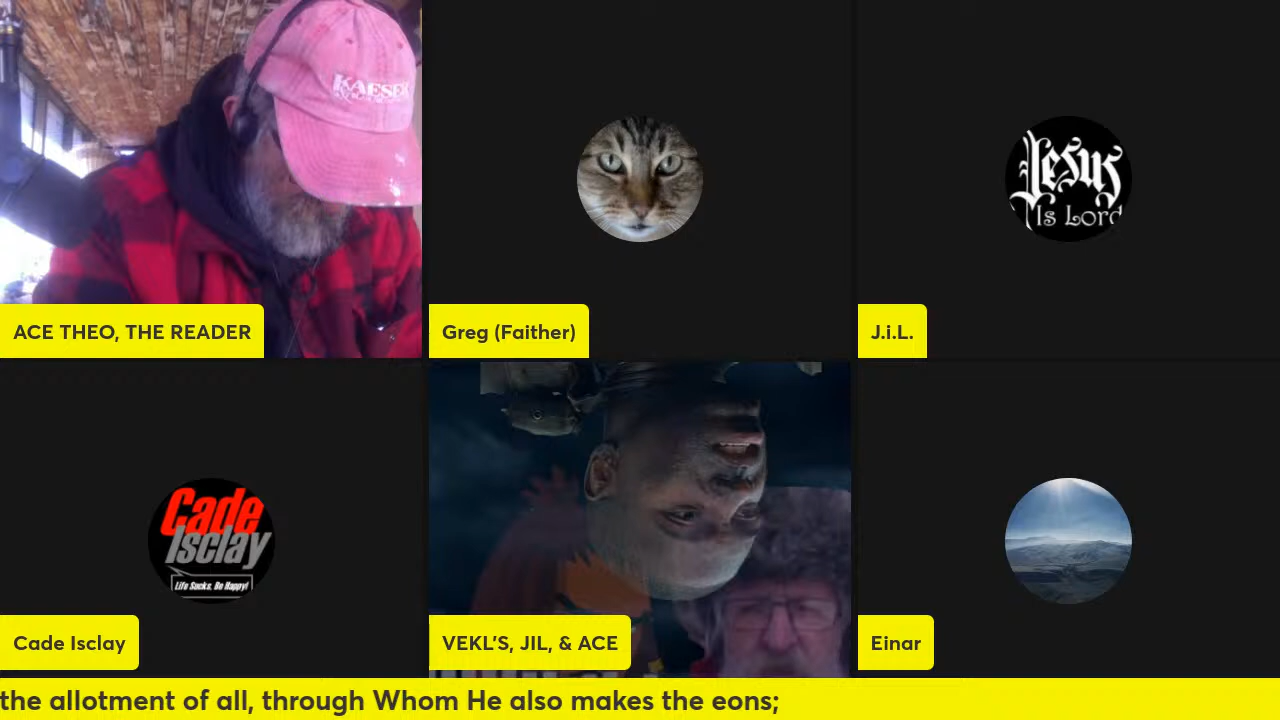 KAESER
ACE THEO, THE READER
Greg (Faither)
Jesus
Is Lord
J.i.L.
Cade
Isclay
Life Sucks. Be Happy!
Cade Isclay
VEKL'S, JIL, & ACE
Einar
the allotment of all, through Whom He also makes the eons;